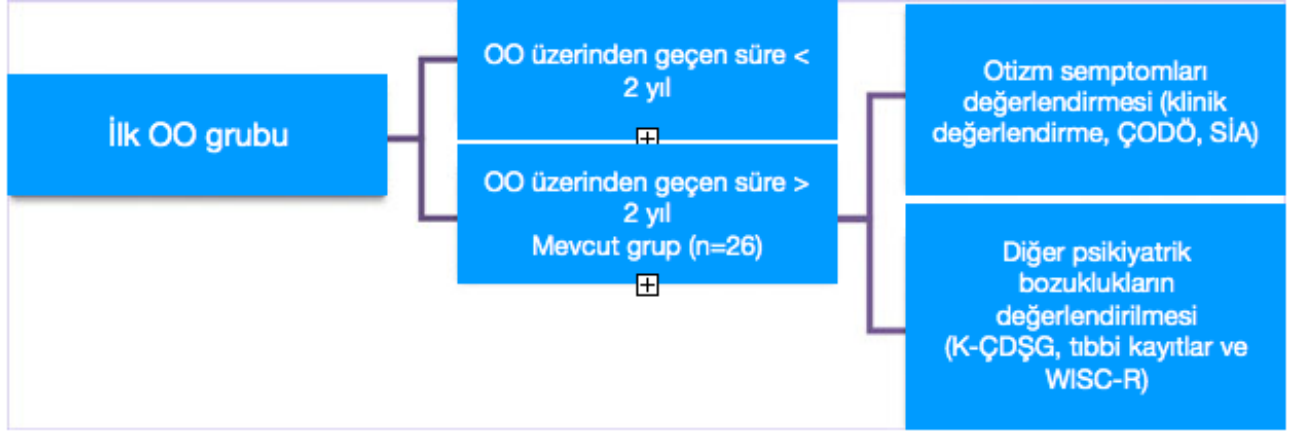 İlk OO grubu
OO üzerinden geçen süre <
2 yıl
OO üzerinden geçen süre >
2 yıl
Mevcut grup (n=26)
Otizm semptomları
değerlendirmesi (klinik
değerlendirme, ÇODÖ, SİA)
Diğer psikiyatrik
bozuklukların
değerlendirilmesi
(K-ÇDŞG, tıbbi kayıtlar ve
WISC-R)